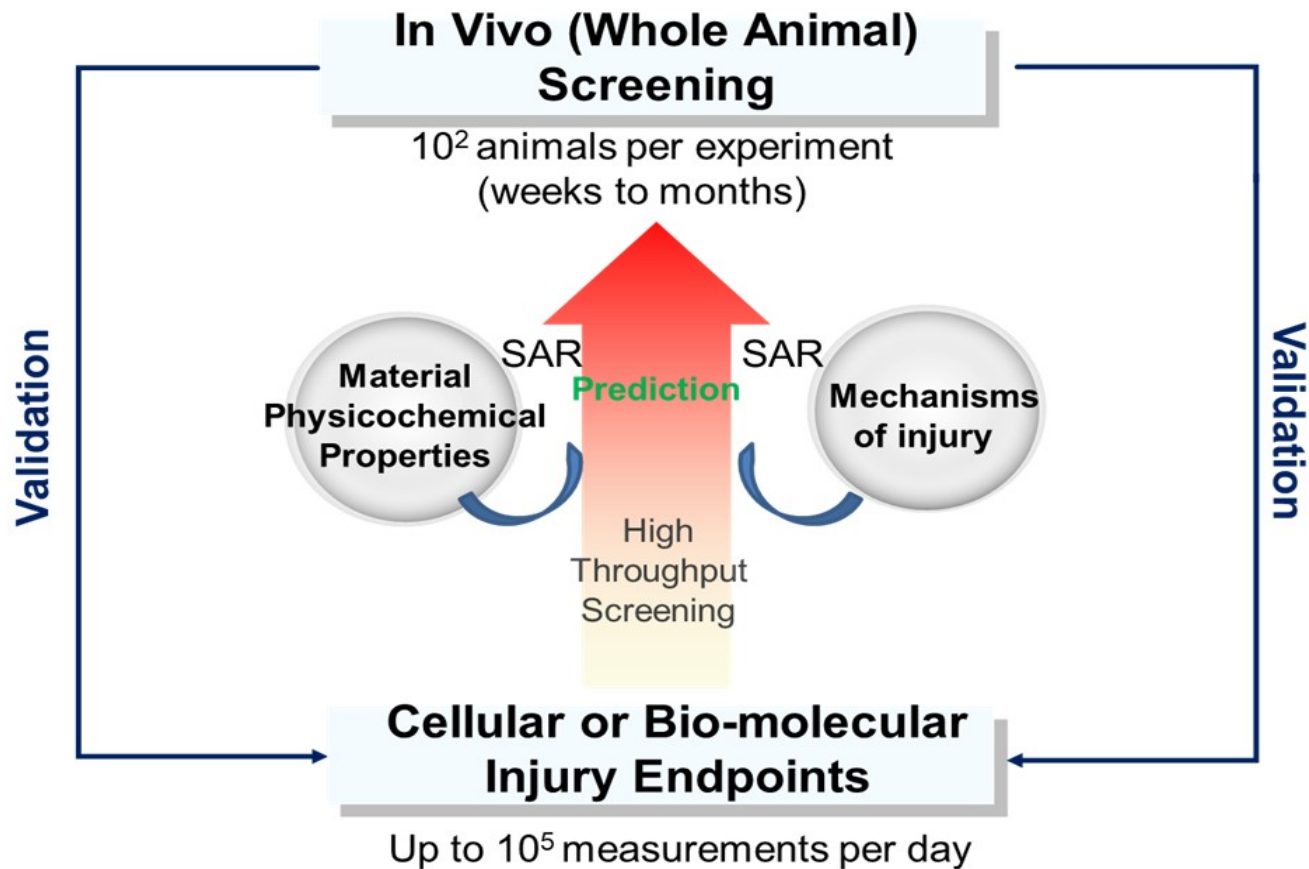 In Vivo (Whole Animal)
Screening
10² animals per experiment
(weeks to months)
Validation
Validation
SAR
SAR
Material
Physicochemical
Properties
Prediction
Mechanisms
of injury
High
Throughput
Screening
Cellular or Bio-molecular
Injury Endpoints
Up to 10⁵ measurements per day